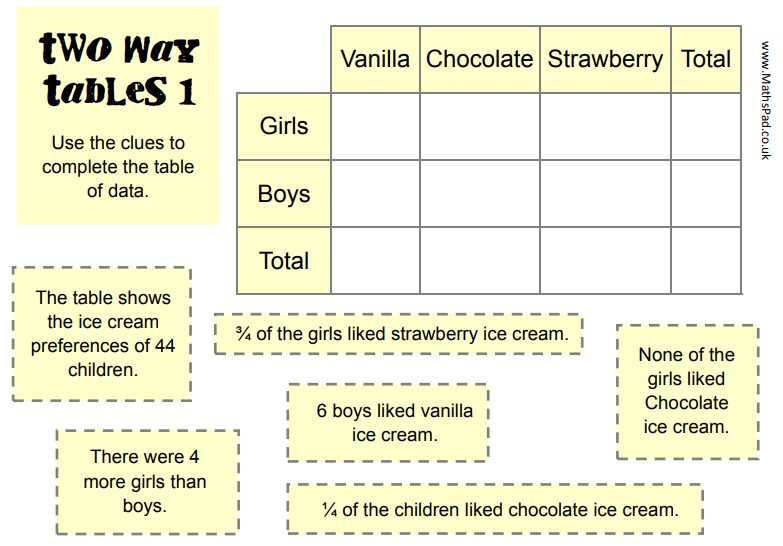 tWO WaY
tabLeS 1
Use the clues to
complete the table
of data.
Vanilla Chocolate Strawberry Total
Girls
Boys
Total
www.MathsPad.co.uk
The table shows
the ice cream
preferences of 44
children.
¾ of the girls liked strawberry ice cream.
None of the
girls liked
Chocolate
ice cream.
6 boys liked vanilla
ice cream.
There were 4
more girls than
boys.
¼ of the children liked chocolate ice cream.